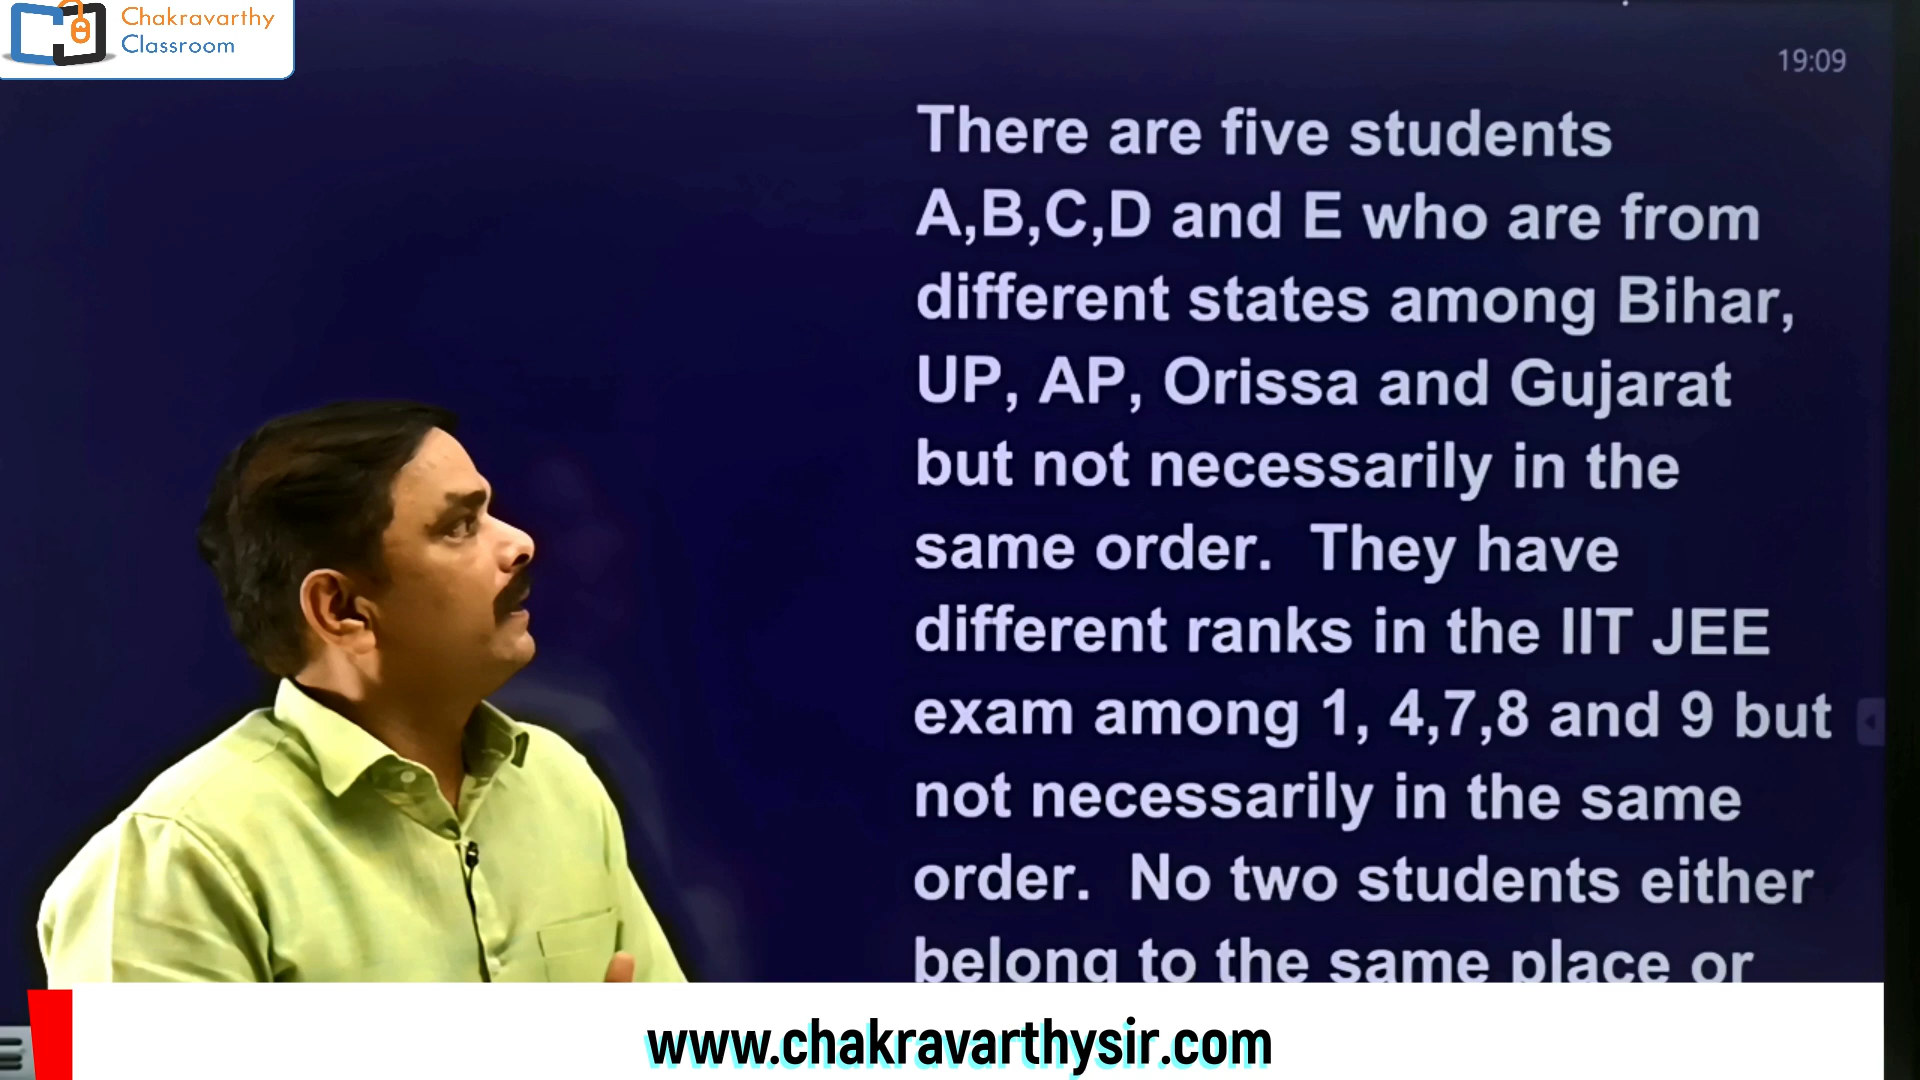 Chakravarthy
Classroom
19:09
There are five students
A,B,C,D and E who are from
different states among Bihar,
UP, AP, Orissa and Gujarat
but not necessarily in the
same order. They have
different ranks in the IIT JEE
exam among 1, 4,7,8 and 9 but
not necessarily in the same
order. No two students either
belong to the same place or
www.chakravarthysir.com